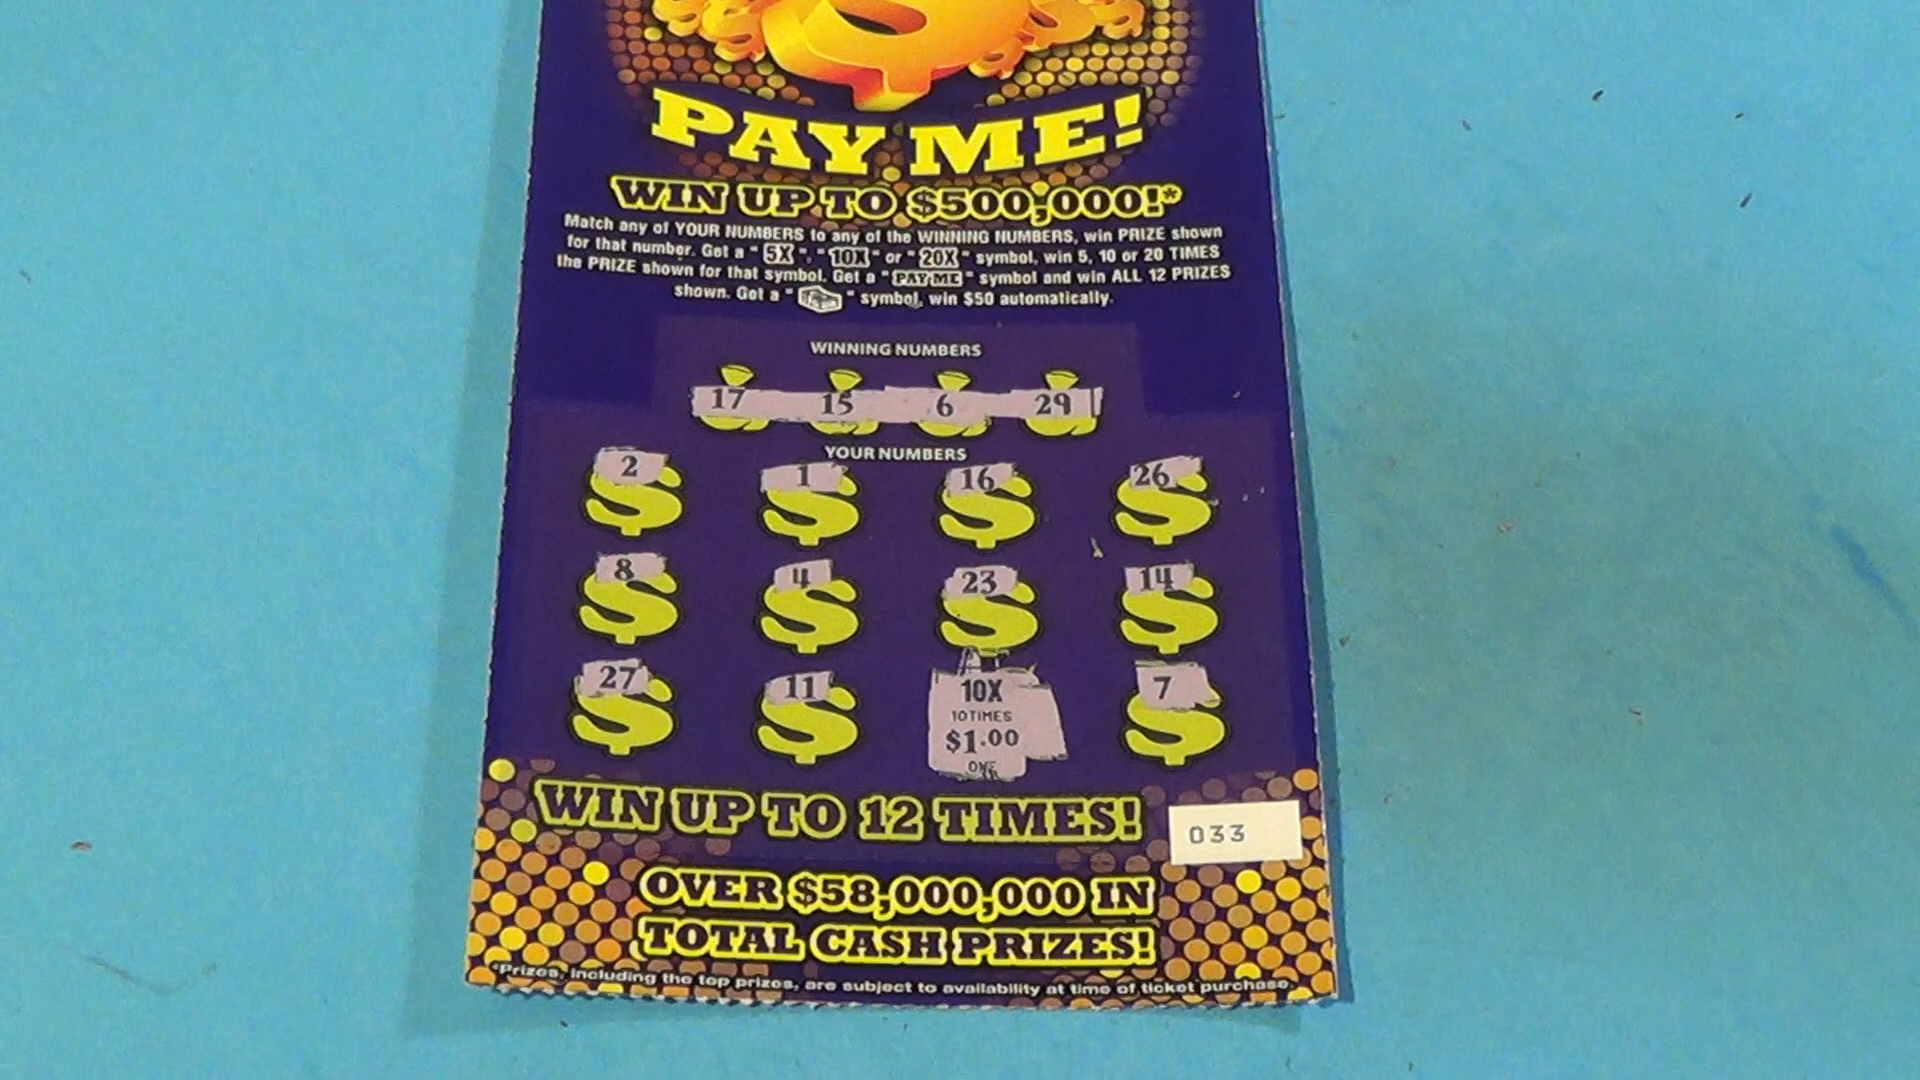 PAY ME!
WIN UP TO $500,000!*
Match any of YOUR NUMBERS to any of the WINNING NUMBERS, win PRIZE shown
for that number. Get a "5X", "10X" or "20X" symbol, win 5, 10 or 20 TIMES
the PRIZE shown for that symbol. Get a "PAY ME" symbol and win ALL 12 PRIZES
shown. Get a " " symbol, win $50 automatically.
WINNING NUMBERS
17 15 6 29
YOUR NUMBERS
2 1 16 26
8 4 23 14
27 11 10X 7
10TIMES
$1.00
ONE
WIN UP TO 12 TIMES!
033
OVER $58,000,000 IN
TOTAL CASH PRIZES!
*Prizes, including the top prizes, are subject to availability at time of ticket purchase.